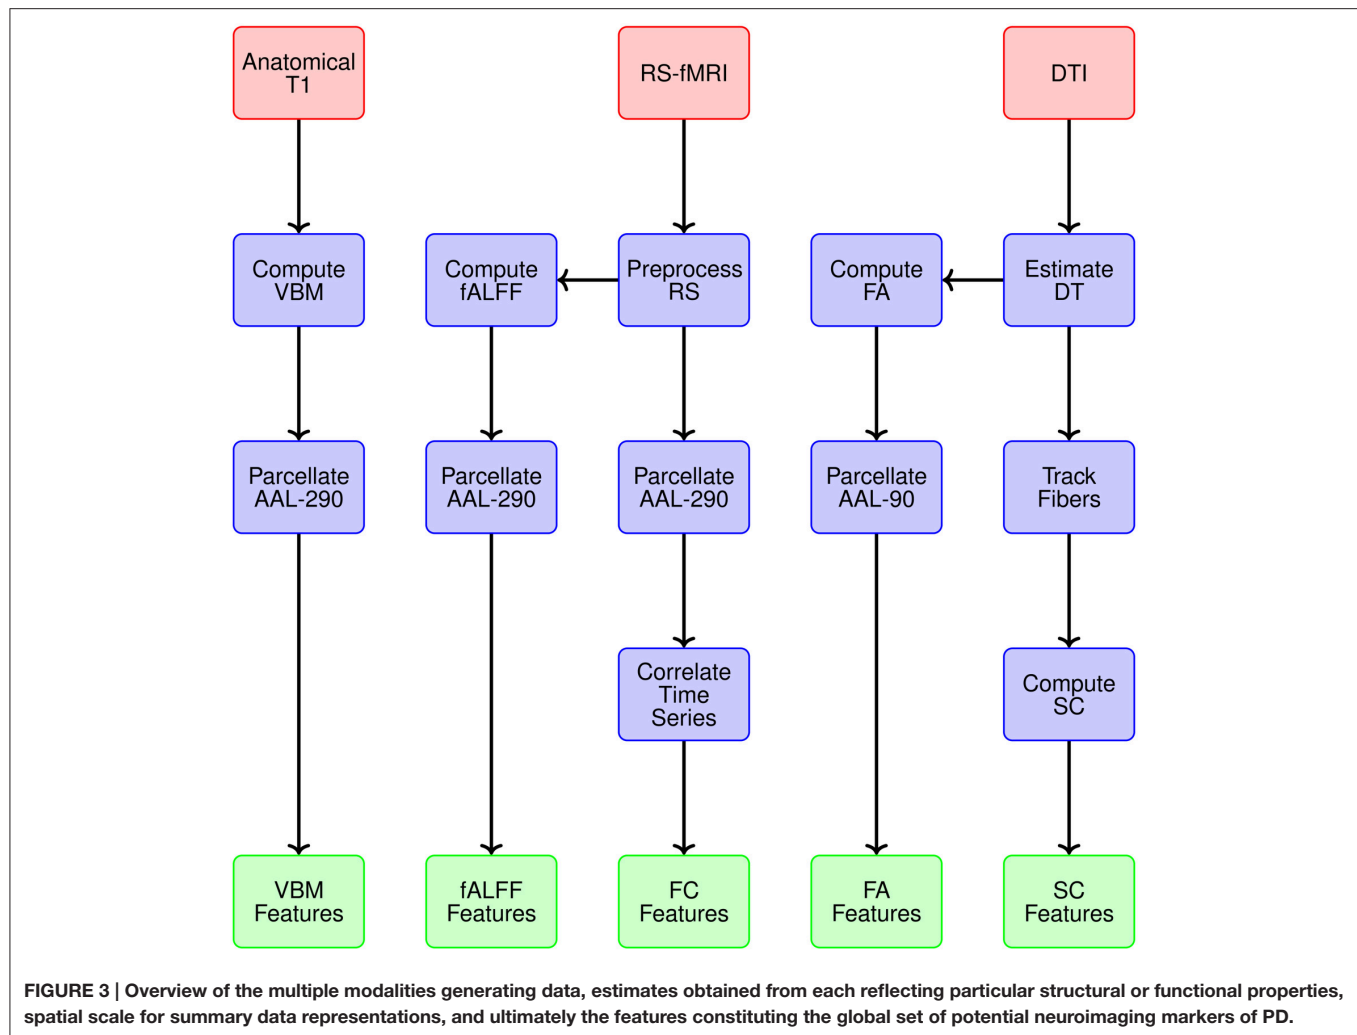 Anatomical
T1
RS-fMRI
DTI
Compute
VBM
Compute
fALFF
Preprocess
RS
Compute
FA
Estimate
DT
Parcellate
AAL-290
Parcellate
AAL-290
Parcellate
AAL-290
Parcellate
AAL-90
Track
Fibers
Correlate
Time
Series
Compute
SC
VBM
Features
fALFF
Features
FC
Features
FA
Features
SC
Features
FIGURE 3 | Overview of the multiple modalities generating data, estimates obtained from each reflecting particular structural or functional properties,
spatial scale for summary data representations, and ultimately the features constituting the global set of potential neuroimaging markers of PD.